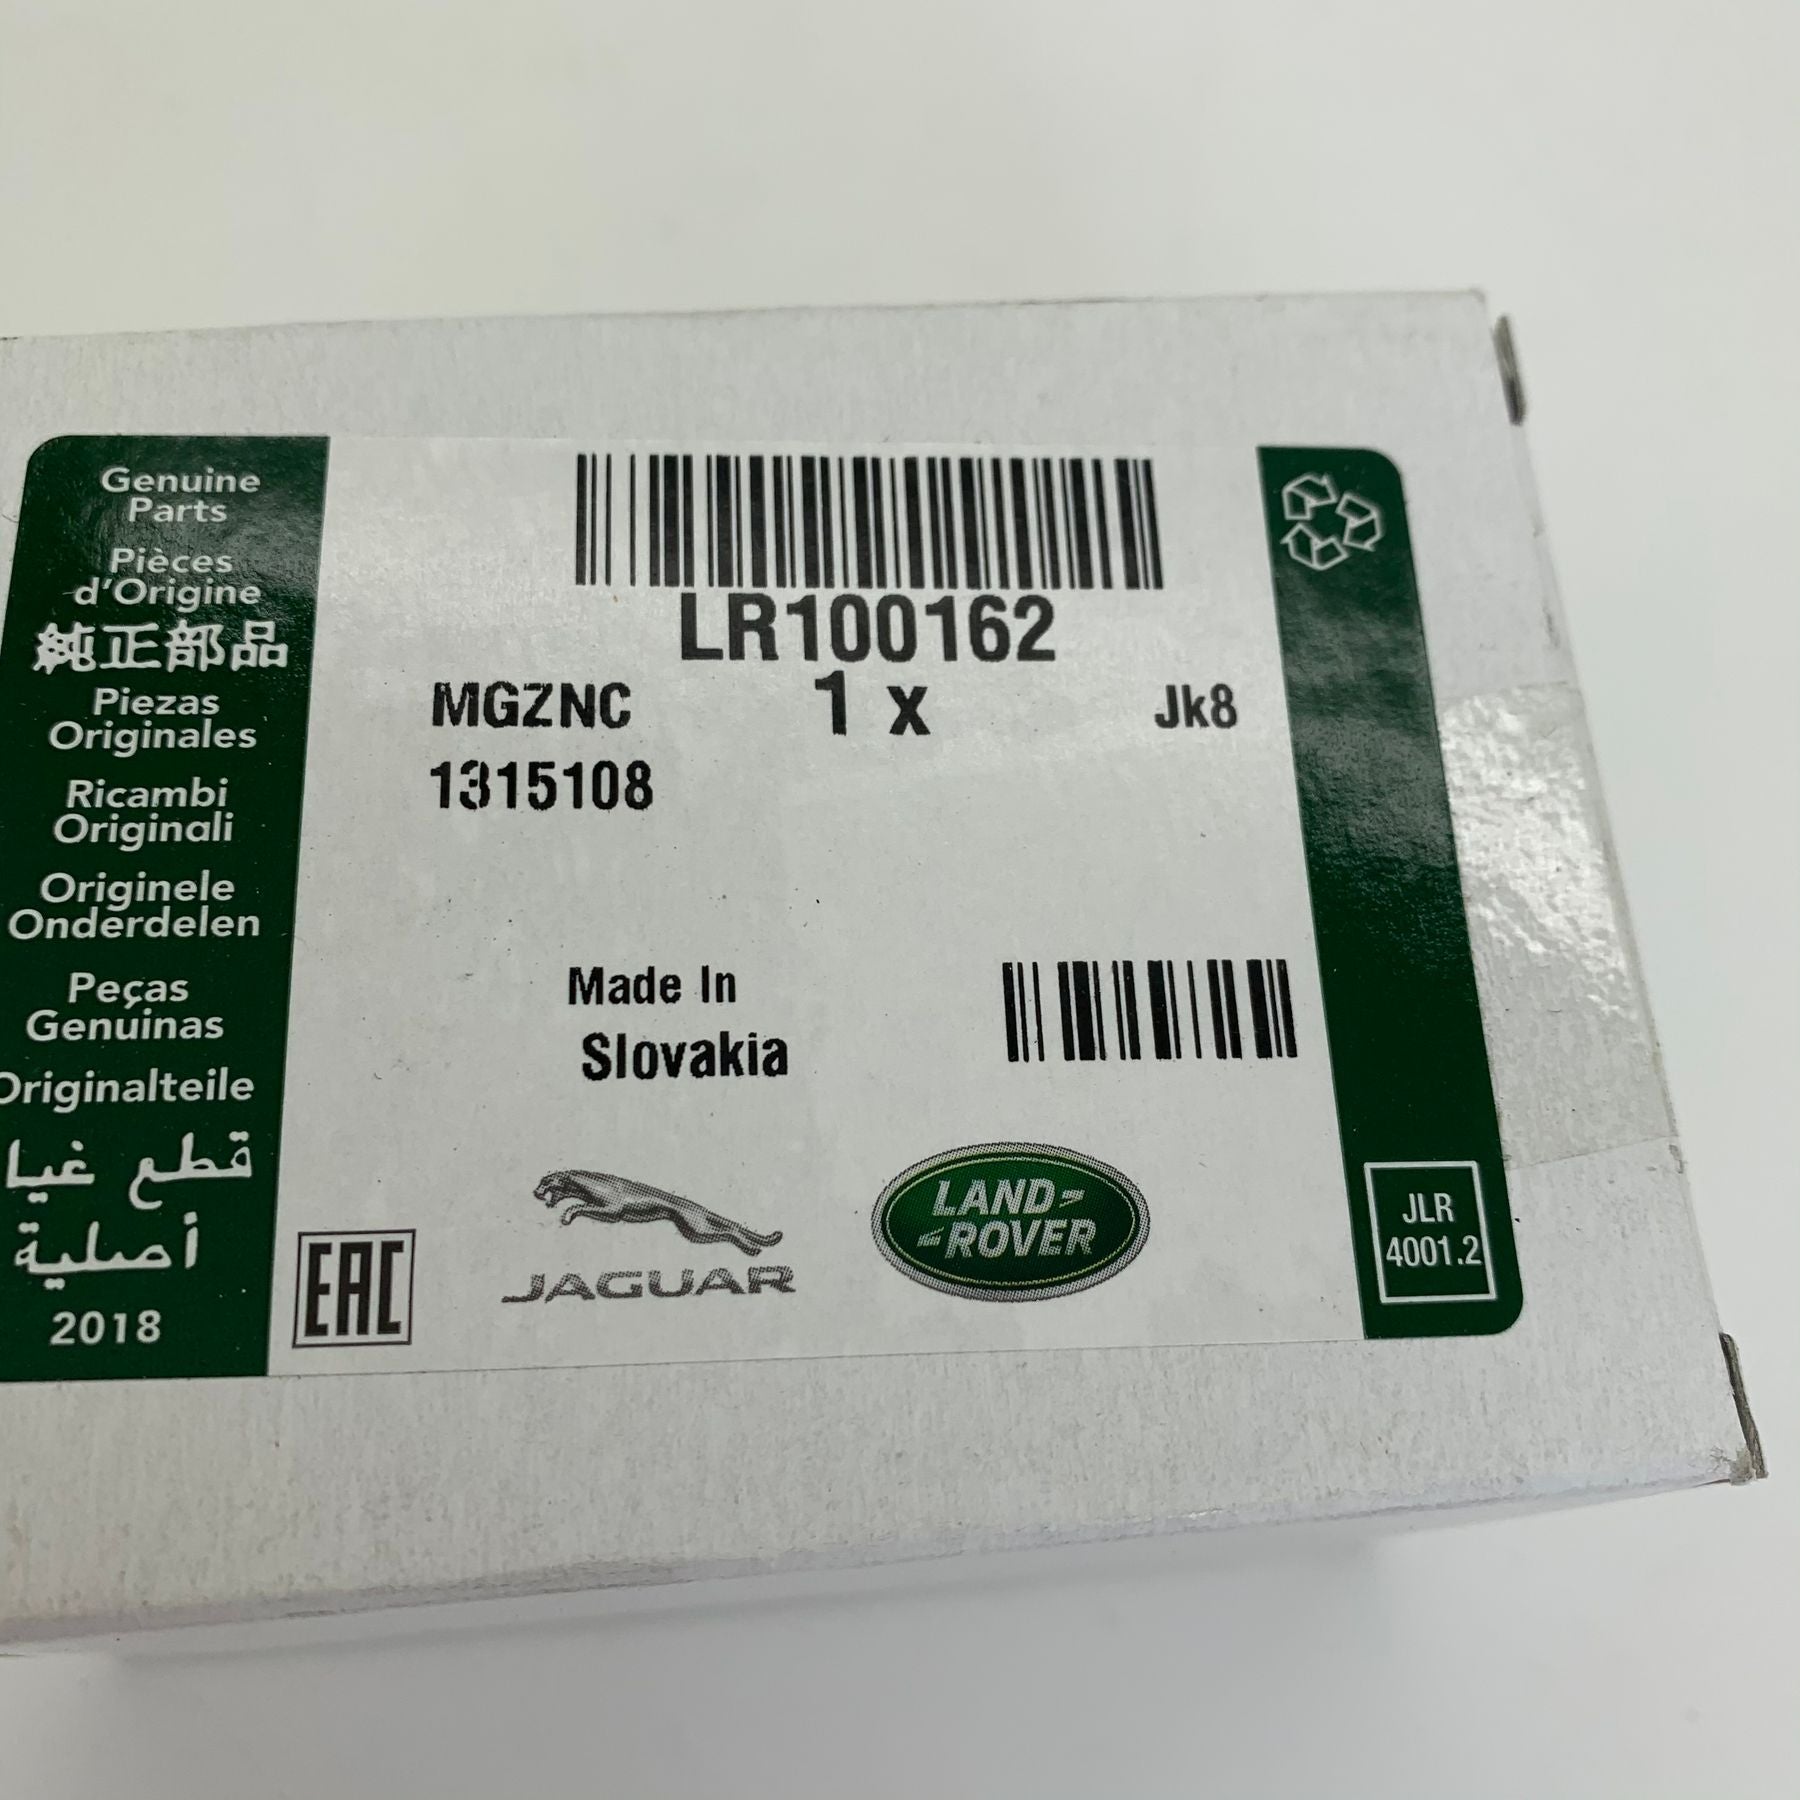 Genuine
Parts
Pièces
d'Origine
純正部品
Piezas
Originales
Ricambi
Originali
Originele
Onderdelen
Peças
Genuinas
Originalteile
قطع غيا
أصلية
2018
LR100162
MGZNC 1 x Jk8
1315108
Made In
Slovakia
EAC
JAGUAR
LAND-
-ROVER
JLR
4001.2